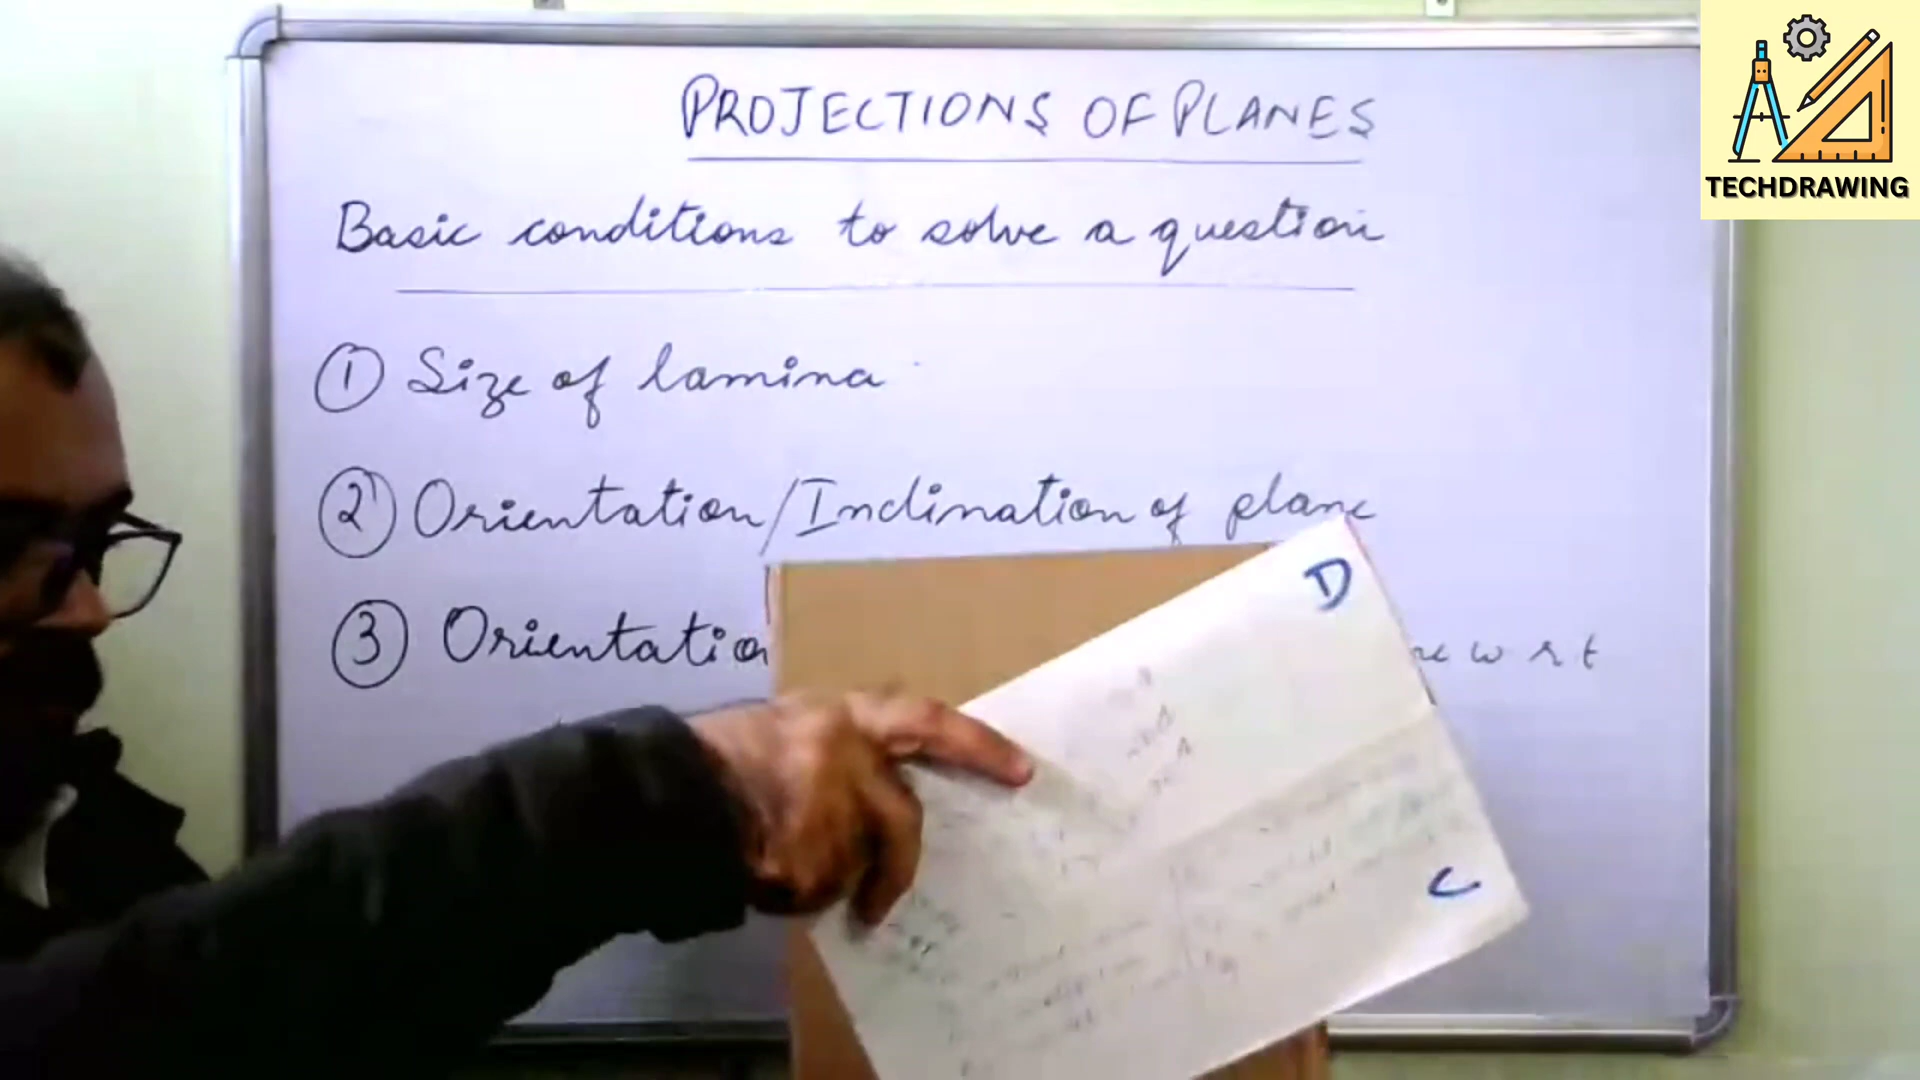 PROJECTIONS OF PLANES
Basic conditions to solve a question
① Size of lamina
② Orientation/Inclination of plane
③ Orientation w r t
D
C
TECHDRAWING